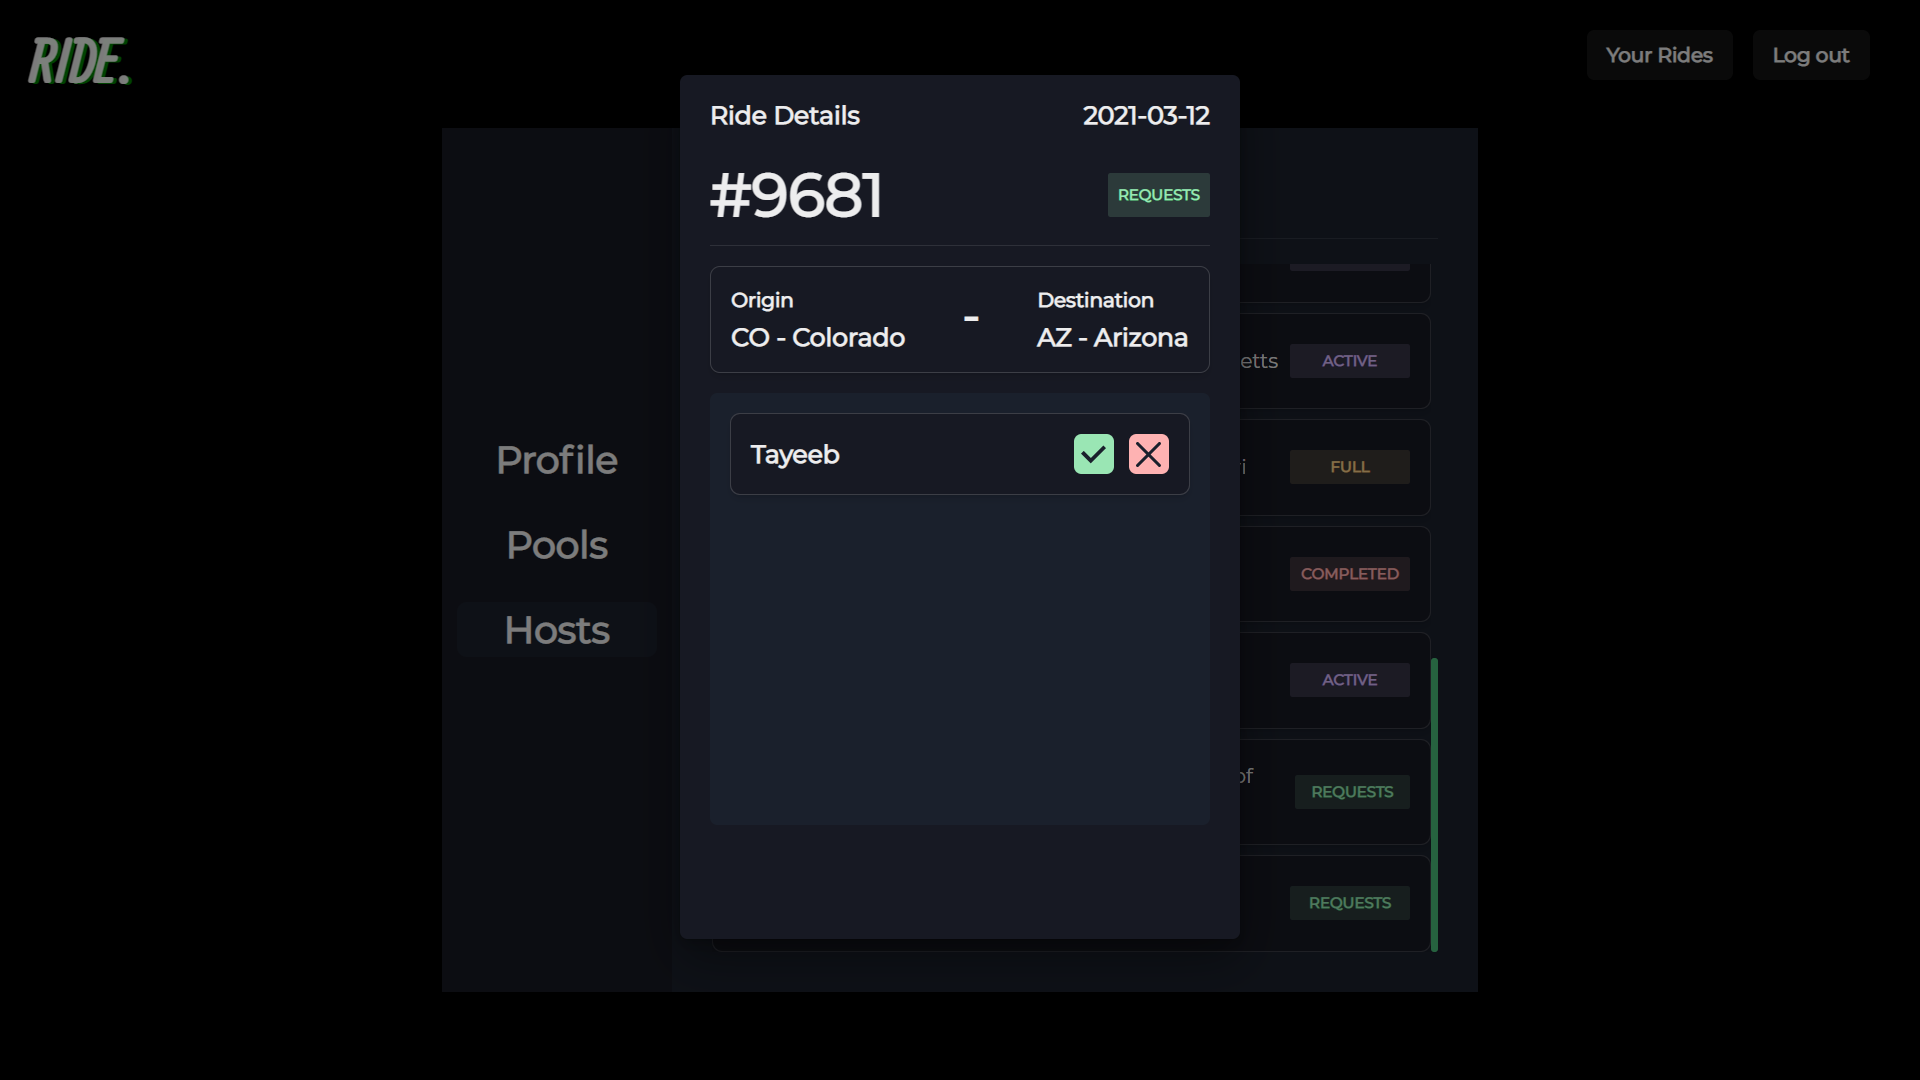 RIDE.
Your Rides
Log out
Ride Details
2021-03-12
#9681
REQUESTS
Origin
Destination
CO - Colorado
-
AZ - Arizona
Tayeeb
Profile
Pools
Hosts
etts
ACTIVE
FULL
COMPLETED
ACTIVE
of
REQUESTS
REQUESTS